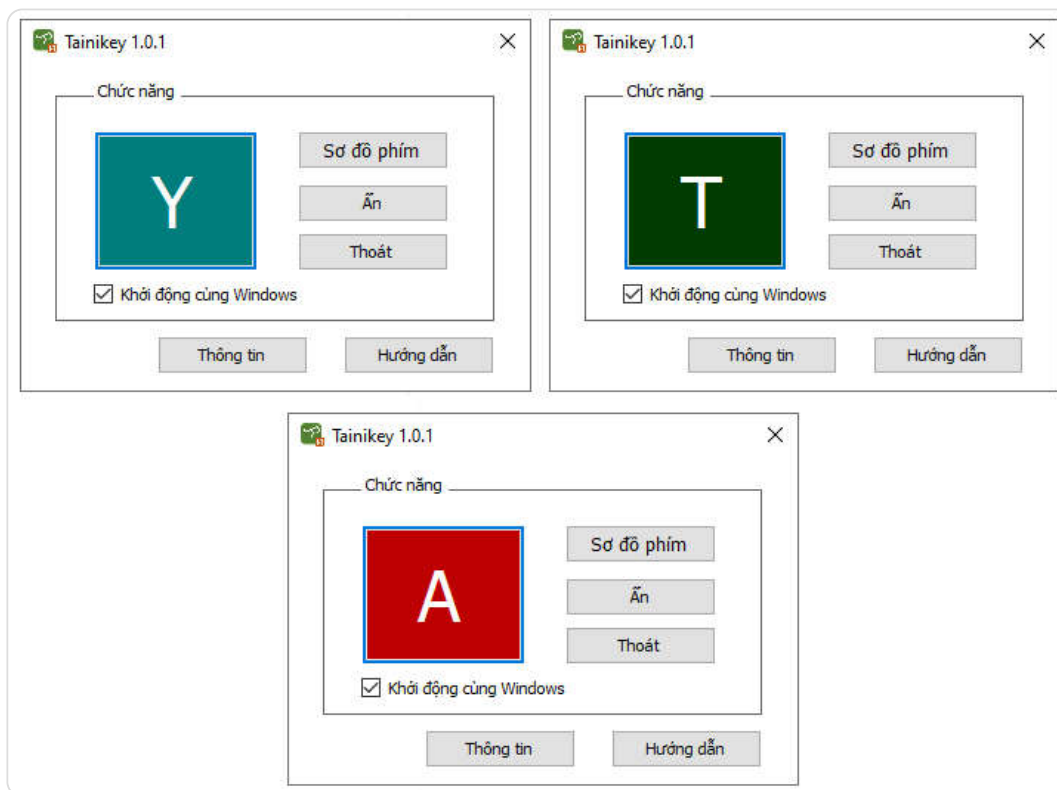 Tainikey 1.0.1
Chức năng
Y
Sơ đồ phím
Ẩn
Thoát
Khởi động cùng Windows
Thông tin
Hướng dẫn
Tainikey 1.0.1
Chức năng
T
Sơ đồ phím
Ẩn
Thoát
Khởi động cùng Windows
Thông tin
Hướng dẫn
Tainikey 1.0.1
Chức năng
A
Sơ đồ phím
Ẩn
Thoát
Khởi động cùng Windows
Thông tin
Hướng dẫn